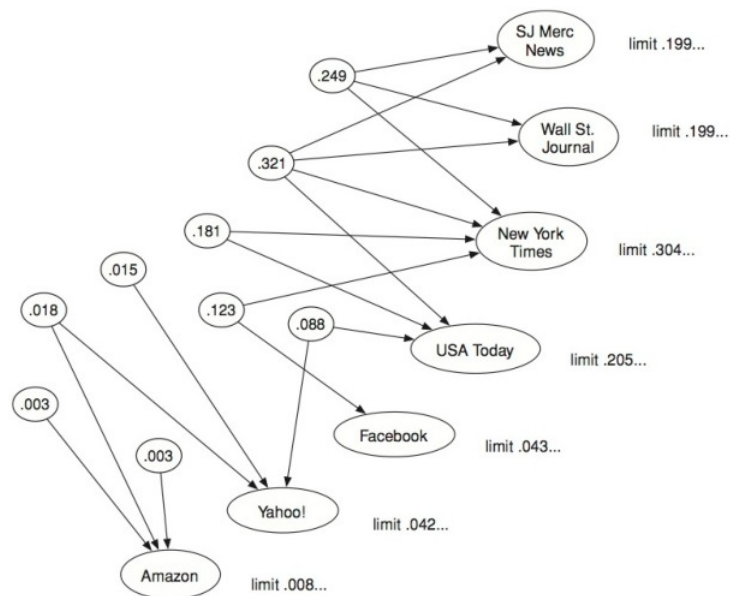 SJ Merc
News
limit .199...
.249
Wall St.
Journal
limit .199...
.321
.181
New York
Times
limit .304...
.015
.018
.123
.088
USA Today
limit .205...
.003
Facebook
limit .043...
.003
Yahoo!
limit .042...
Amazon
limit .008...